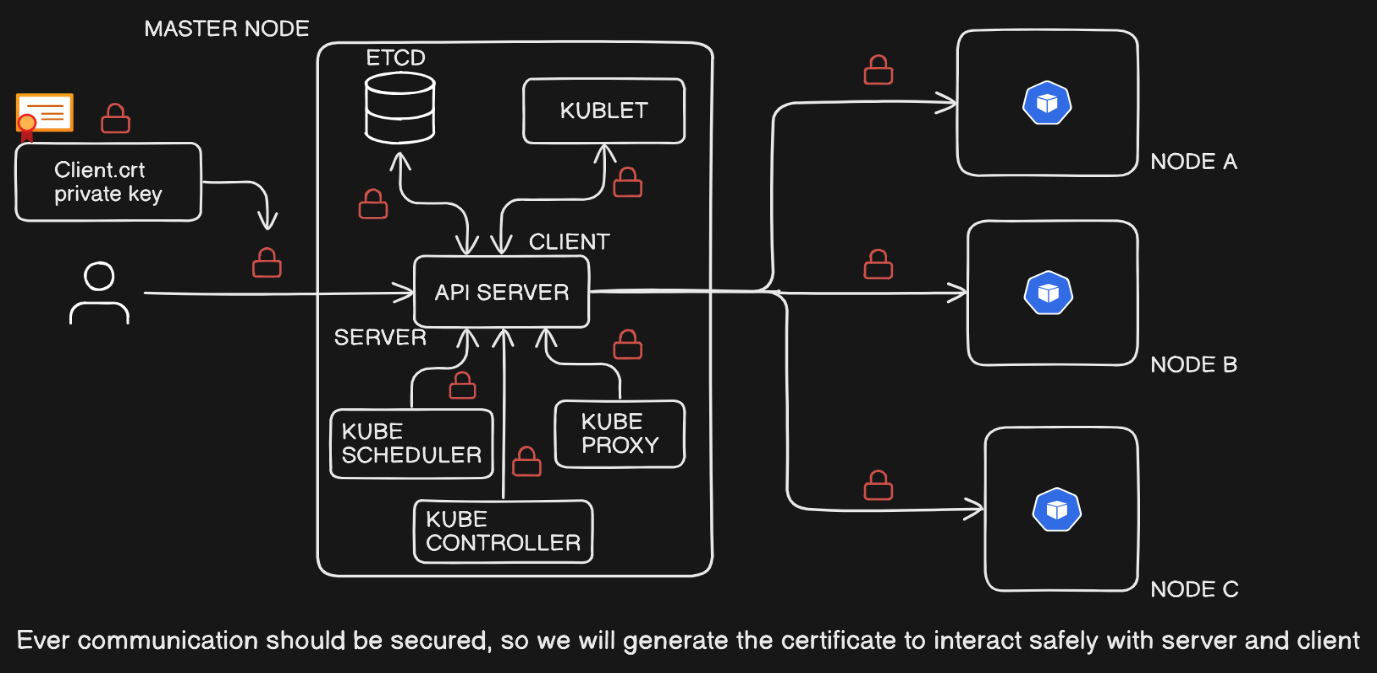 MASTER NODE
ETCD
KUBLET
Client.crt
private key
NODE A
CLIENT
API SERVER
SERVER
NODE B
KUBE
SCHEDULER
KUBE
PROXY
KUBE
CONTROLLER
NODE C
Ever communication should be secured, so we will generate the certificate to interact safely with server and client